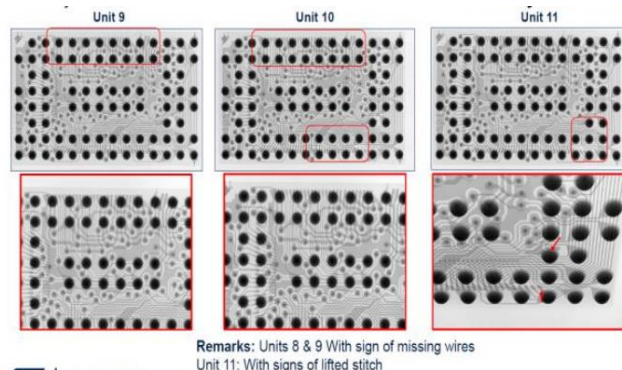 Unit 9
Unit 10
Unit 11
Remarks: Units 8 & 9 With sign of missing wires
Unit 11: With signs of lifted stitch